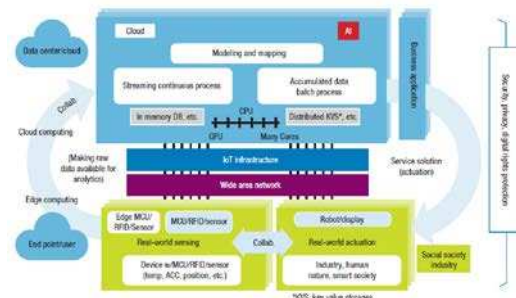 Cloud
AI
Data center/cloud
Modeling and mapping
Streaming continuous process
Accumulated data
batch process
Business application
CPU
In memory DB, etc.
Distributed KVS*, etc.
GPU
Many Cores
Collab.
Cloud computing
(Making new
data available for
analytics)
Edge computing
IoT infrastructure
Wide area network
Service solution
(actuation)
Security, privacy, digital rights protection
End point/user
Edge MCU/
RFID/Sensor
MCU/RFID/sensor
Real-world sensing
Device w/MCU/RFID/sensor
(temp, ACC, position, etc.)
Collab.
Robot/display
Real-world actuation
Industry, human
nature, smart society
Social society
industry
*KVS: key value storages